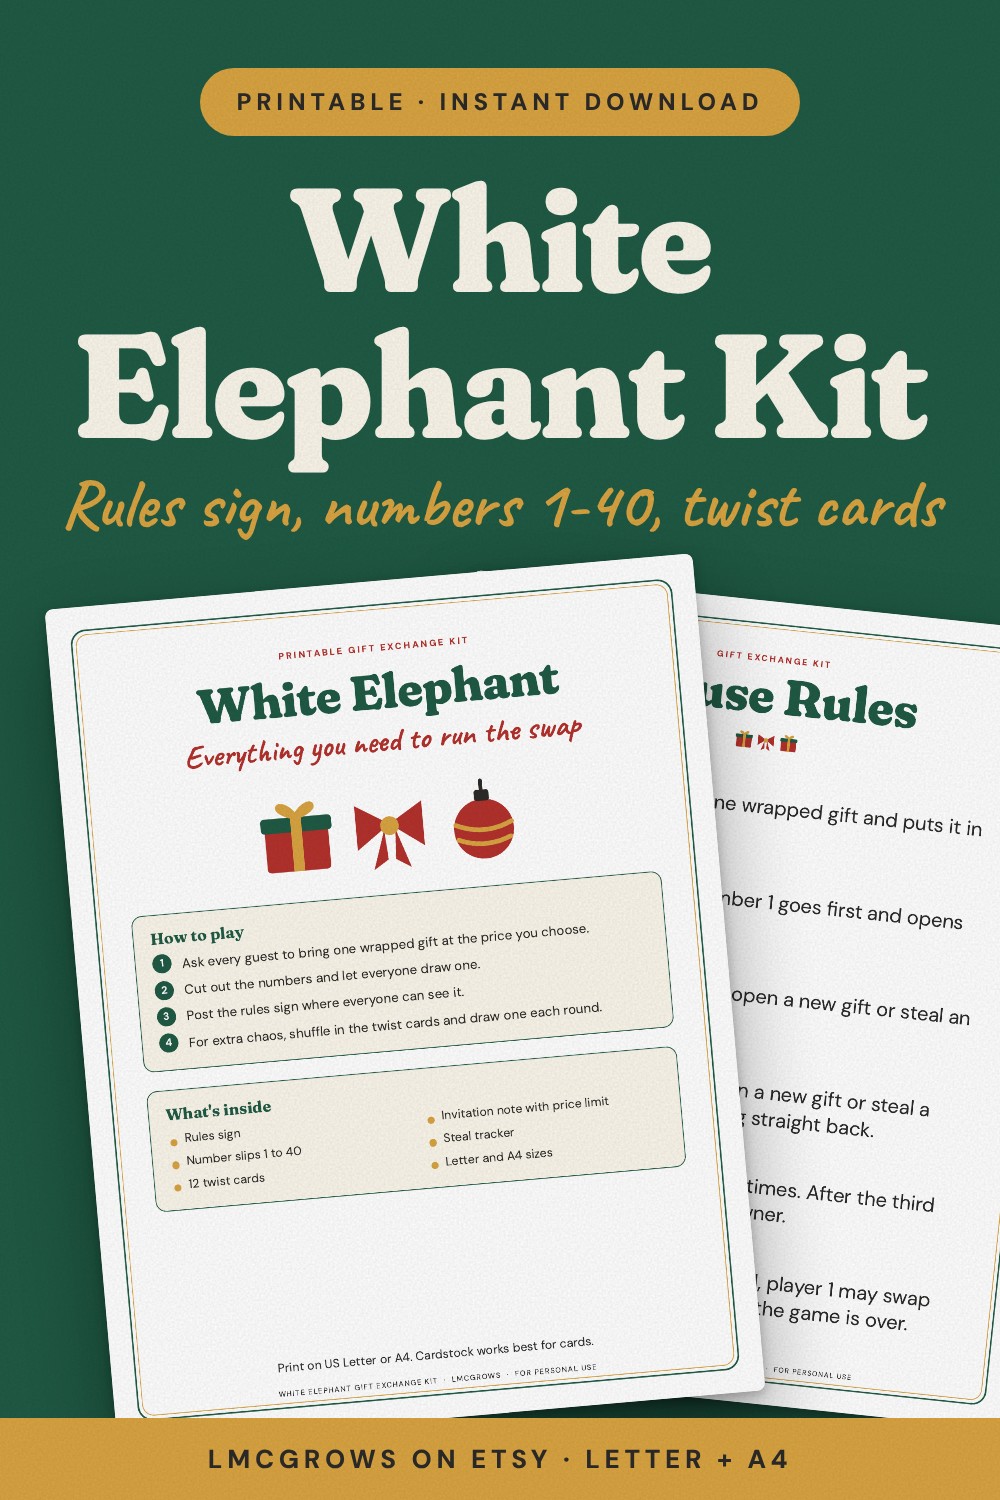 PRINTABLE · INSTANT DOWNLOAD
White
Elephant Kit
Rules sign, numbers 1-40, twist cards
PRINTABLE GIFT EXCHANGE KIT
White Elephant
Everything you need to run the swap
How to play
1 Ask every guest to bring one wrapped gift at the price you choose.
2 Cut out the numbers and let everyone draw one.
3 Post the rules sign where everyone can see it.
4 For extra chaos, shuffle in the twist cards and draw one each round.
What's inside
Rules sign
Number slips 1 to 40
12 twist cards
Invitation note with price limit
Steal tracker
Letter and A4 sizes
Print on US Letter or A4. Cardstock works best for cards.
WHITE ELEPHANT GIFT EXCHANGE KIT · LMCGROWS · FOR PERSONAL USE
GIFT EXCHANGE KIT
Rules
wrapped gift and puts it in
1 goes first and opens
open a new gift or steal an
a new gift or steal a
straight back.
times. After the third
player 1 may swap
the game is over.
· FOR PERSONAL USE
LMCGROWS ON ETSY · LETTER + A4